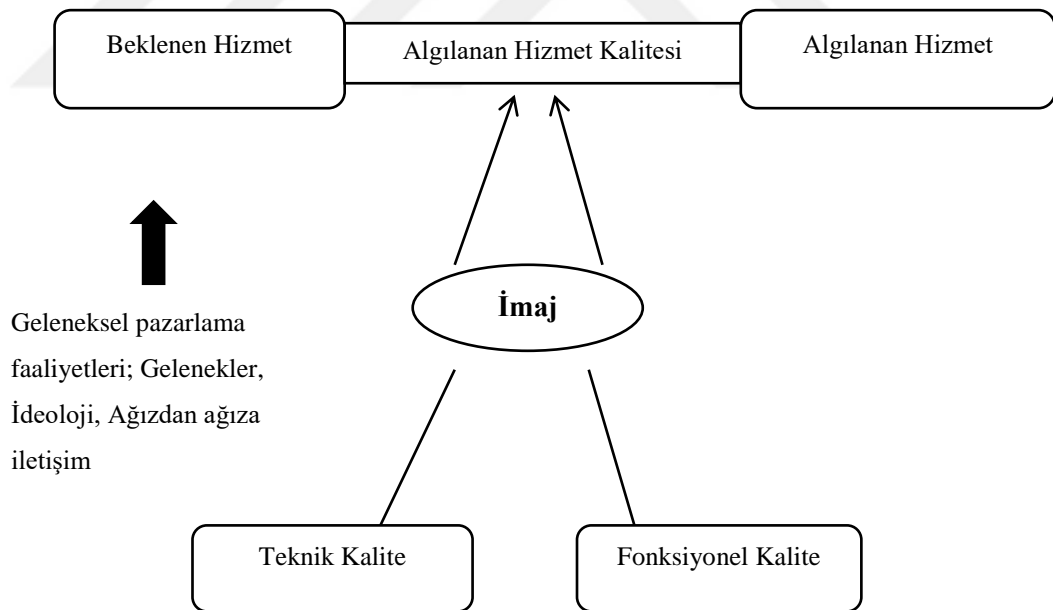 Beklenen Hizmet
Algılanan Hizmet Kalitesi
Algılanan Hizmet
Geleneksel pazarlama
faaliyetleri; Gelenekler,
İdeoloji, Ağızdan ağıza
iletişim
İmaj
Teknik Kalite
Fonksiyonel Kalite